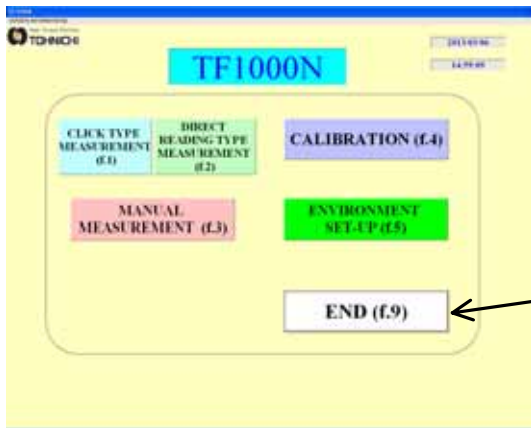 TOHNICHI
TF1000N
CLICK TYPE
MEASUREMENT
(f.1)
DIRECT
READING TYPE
MEASUREMENT
(f.2)
CALIBRATION (f.4)
MANUAL
MEASUREMENT (f.3)
ENVIRONMENT
SET-UP (f.5)
END (f.9)